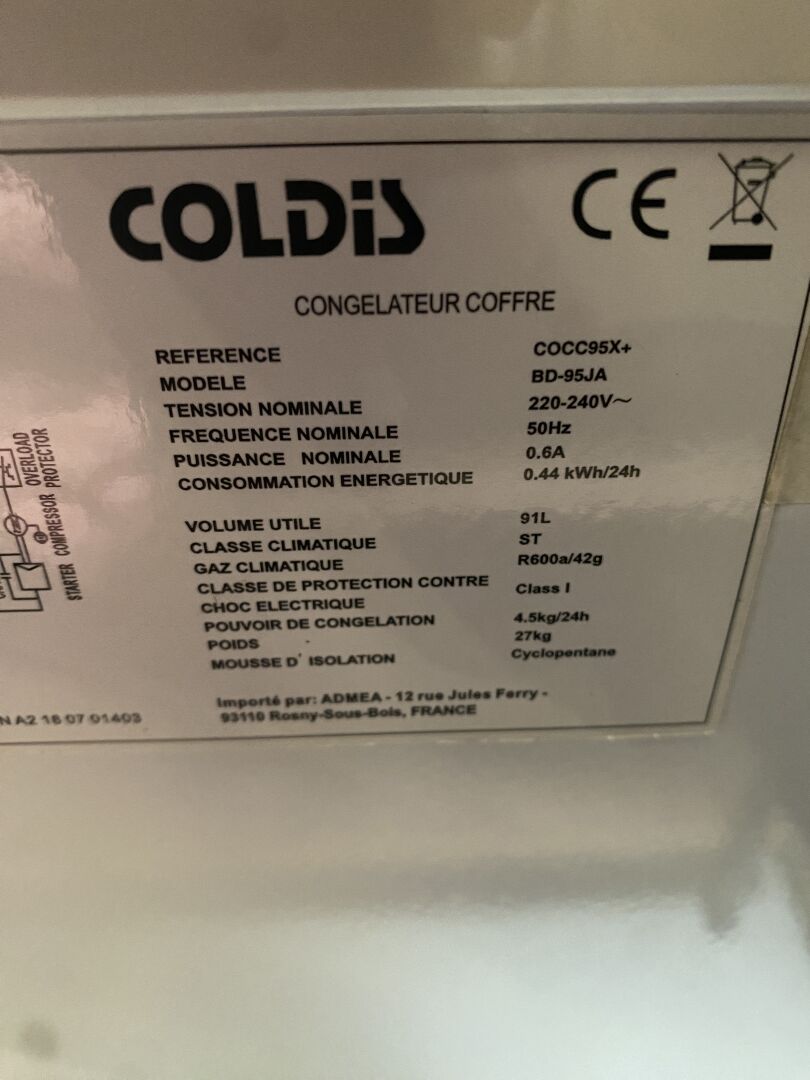 COLDiS
CE
CONGELATEUR COFFRE
REFERENCE COCC95X+
MODELE BD-95JA
TENSION NOMINALE 220-240V~
FREQUENCE NOMINALE 50Hz
PUISSANCE NOMINALE 0.6A
CONSOMMATION ENERGETIQUE 0.44 kWh/24h
VOLUME UTILE 91L
CLASSE CLIMATIQUE ST
GAZ CLIMATIQUE R600a/42g
CLASSE DE PROTECTION CONTRE Class I
CHOC ELECTRIQUE
POUVOIR DE CONGELATION 4.5kg/24h
POIDS 27kg
MOUSSE D' ISOLATION Cyclopentane
Importé par: ADMEA - 12 rue Jules Ferry -
93110 Rosny-Sous-Bois, FRANCE
OVERLOAD
PROTECTOR
COMPRESSOR
STARTER
N A2 18 07 01403